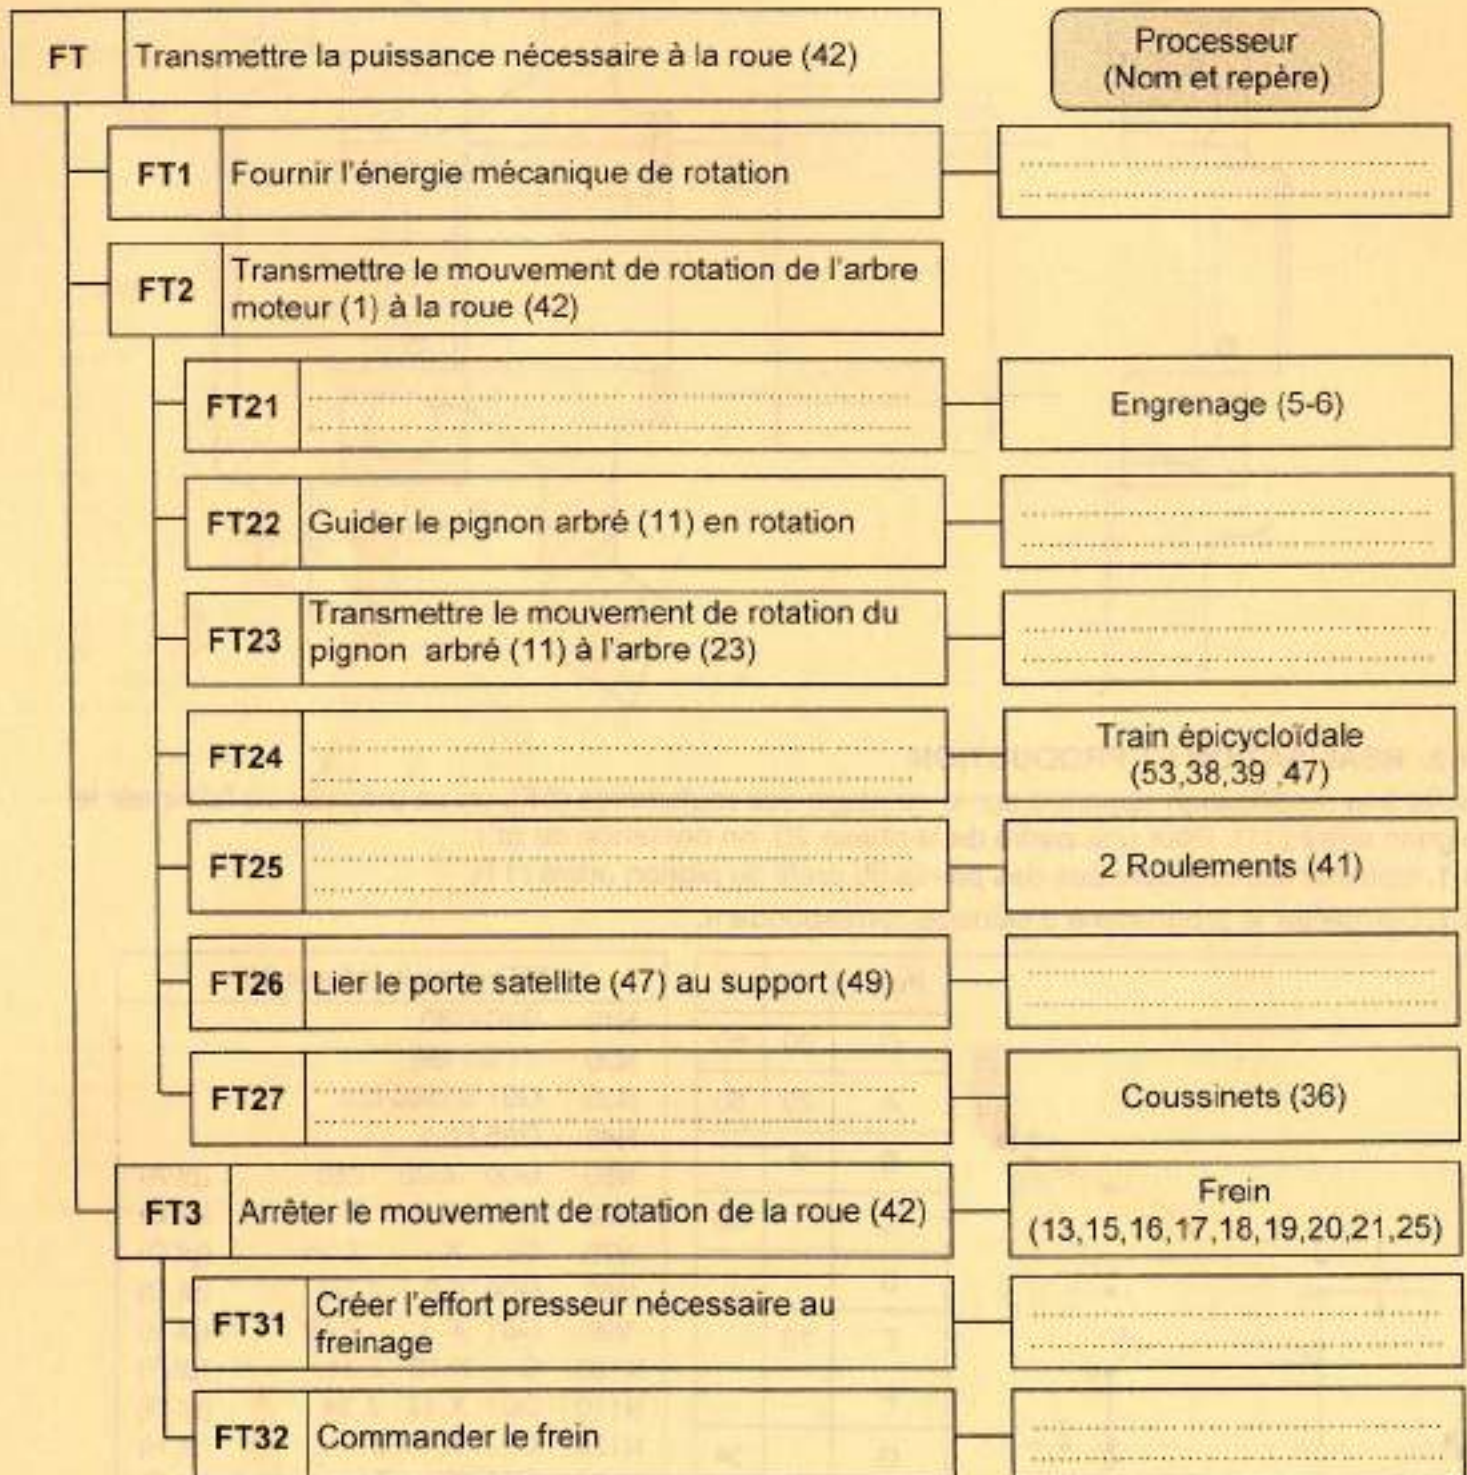 FT Transmettre la puissance nécessaire à la roue (42)
Processeur
(Nom et repère)
FT1 Fournir l'énergie mécanique de rotation
FT2 Transmettre le mouvement de rotation de l'arbre
moteur (1) à la roue (42)
FT21 Engrenage (5-6)
FT22 Guider le pignon arbré (11) en rotation
FT23 Transmettre le mouvement de rotation du
pignon arbré (11) à l'arbre (23)
FT24 Train épicycloïdale
(53,38,39 ,47)
FT25 2 Roulements (41)
FT26 Lier le porte satellite (47) au support (49)
FT27 Coussinets (36)
FT3 Arrêter le mouvement de rotation de la roue (42)
Frein
(13,15,16,17,18,19,20,21,25)
FT31 Créer l'effort presseur nécessaire au
freinage
FT32 Commander le frein